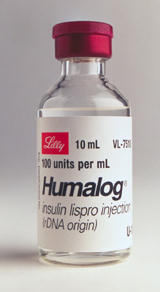 Lilly 10 mL VL-7510
100 units per mL
Humalog®
insulin lispro injection
(rDNA origin)